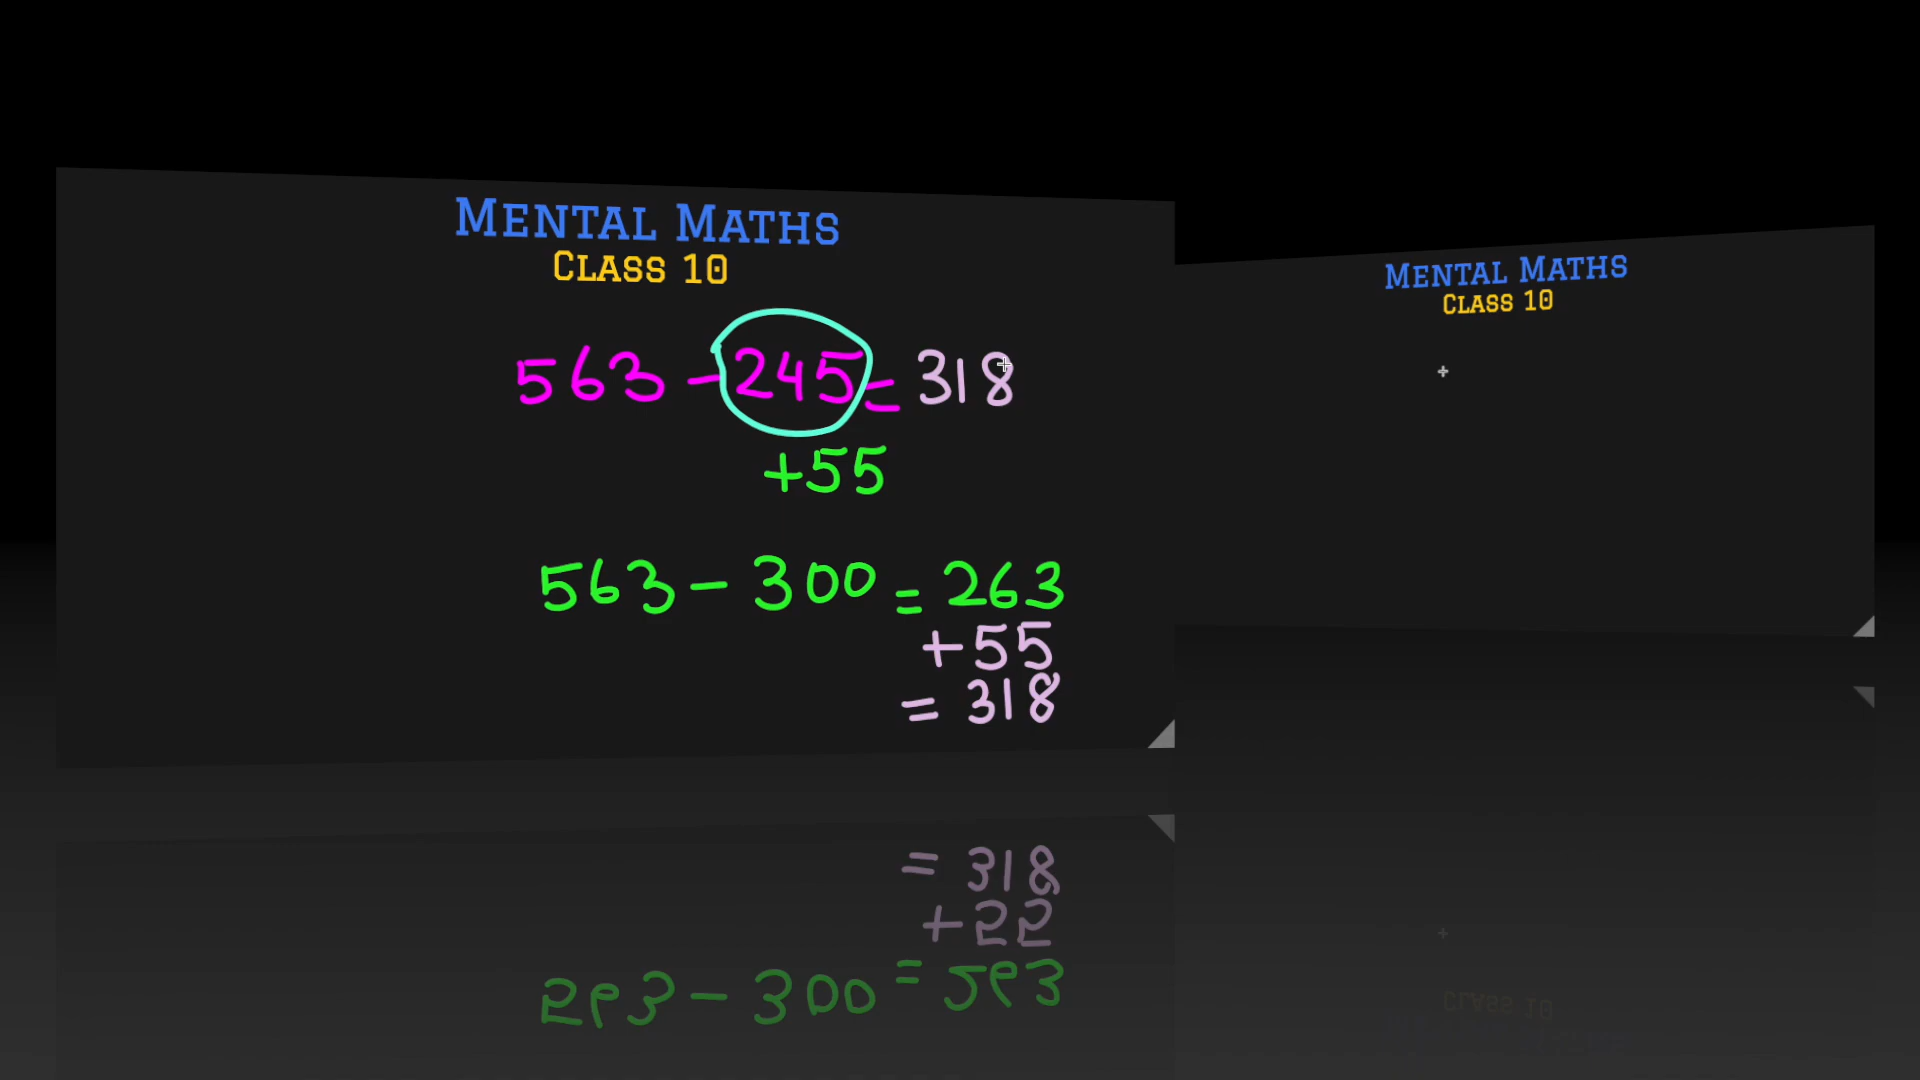 MENTAL MATHS
CLASS 10
563 - 245 = 318
+55
563 - 300 = 263
+55
= 318
MENTAL MATHS
CLASS 10